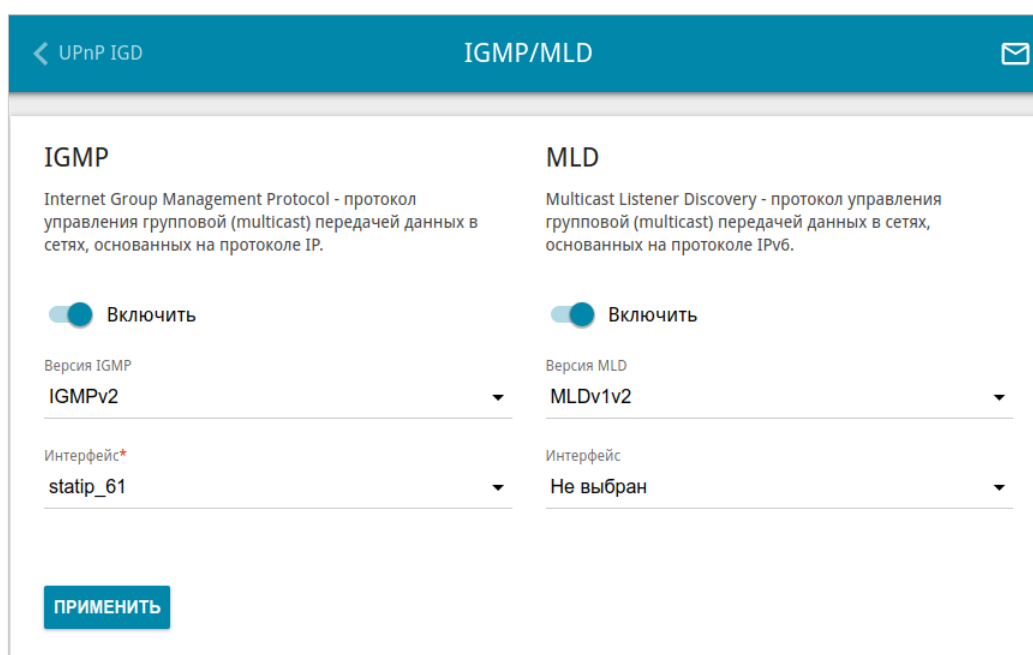 UPnP IGD
IGMP/MLD
IGMP
Internet Group Management Protocol - протокол
управления групповой (multicast) передачей данных в
сетях, основанных на протоколе IP.
Включить
Версия IGMP
IGMPv2
Интерфейс*
statip_61
ПРИМЕНИТЬ
MLD
Multicast Listener Discovery - протокол управления
групповой (multicast) передачей данных в сетях,
основанных на протоколе IPv6.
Включить
Версия MLD
MLDv1v2
Интерфейс
Не выбран